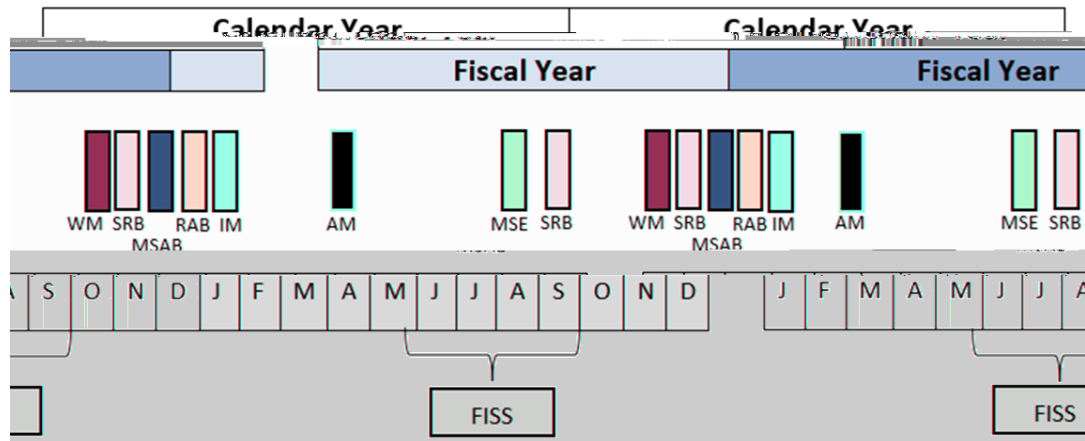 Calendar Year Calendar Year
Fiscal Year Fiscal Year
WM SRB RAB IM AM MSE SRB WM SRB RAB IM AM MSE SRB
MSAB MSAB
S O N D J F M A M J J A S O N D J F M A M J J A
FISS FISS